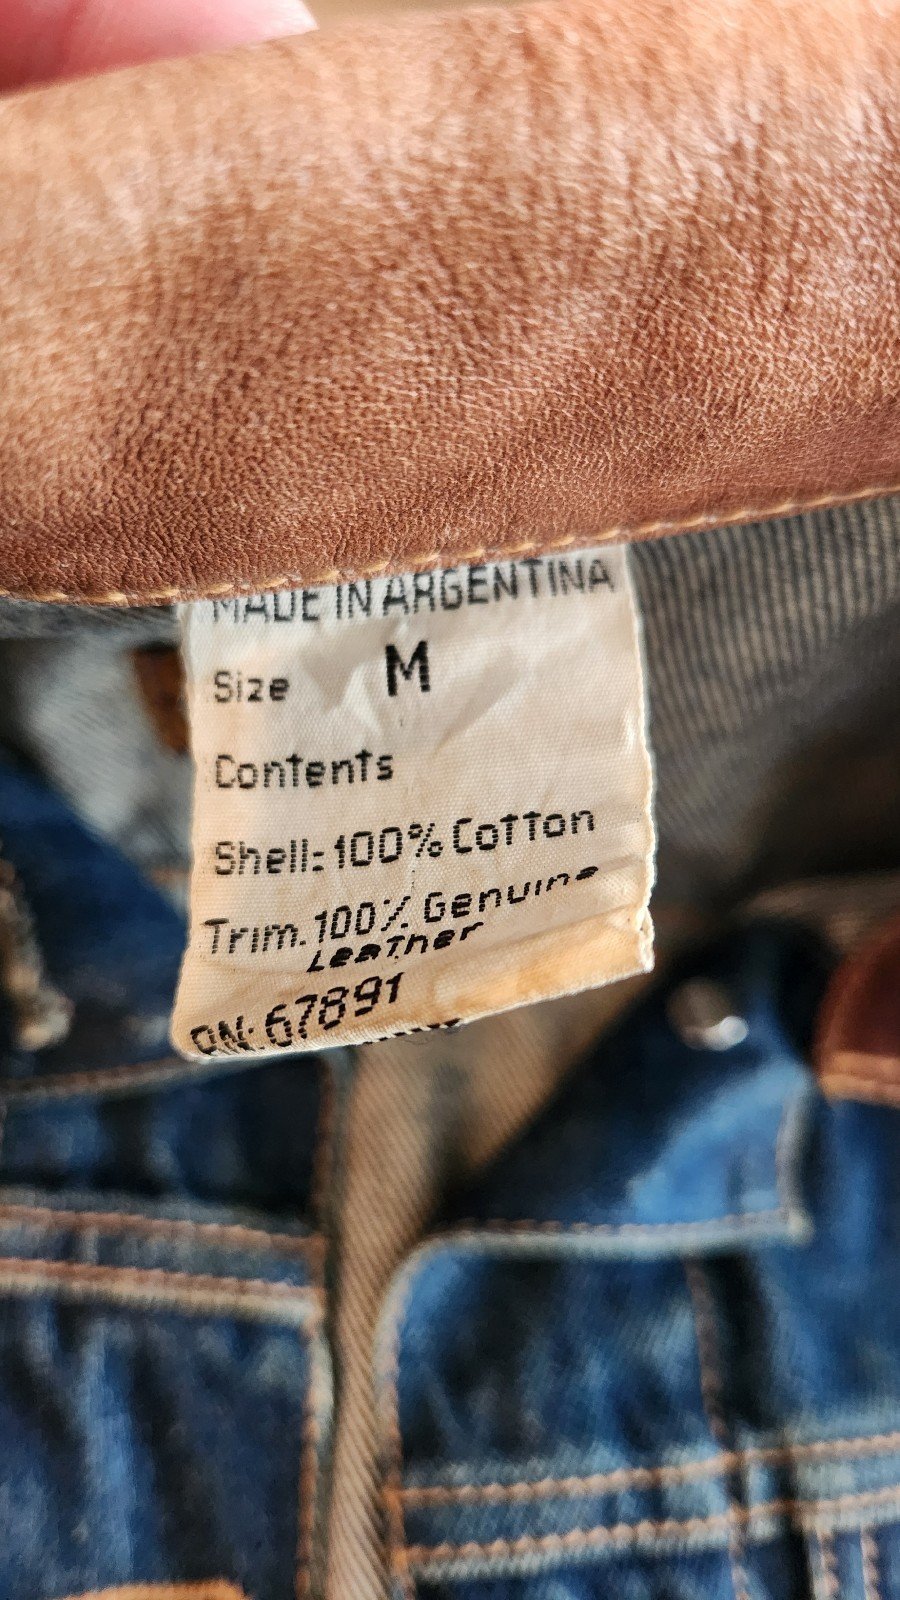 MADE IN ARGENTINA
Size M
Contents
Shell: 100% Cotton
Trim. 100% Genuine
Leather
RN: 67891